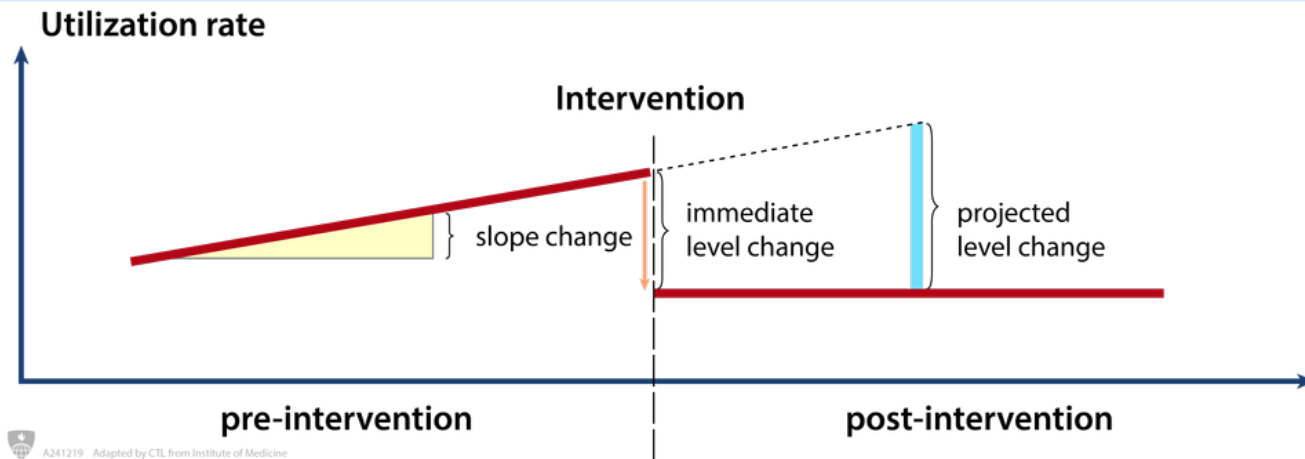 Utilization rate
Intervention
slope change
immediate
level change
projected
level change
pre-intervention
post-intervention
A241219 Adapted by CTL from Institute of Medicine